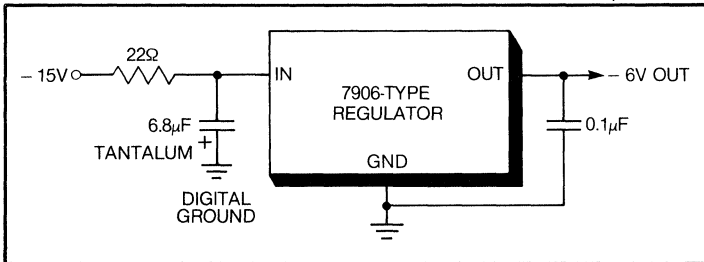 22Ω
– 15V
IN
OUT
– 6V OUT
7906-TYPE
REGULATOR
6.8μF
+
TANTALUM
0.1μF
GND
DIGITAL
GROUND